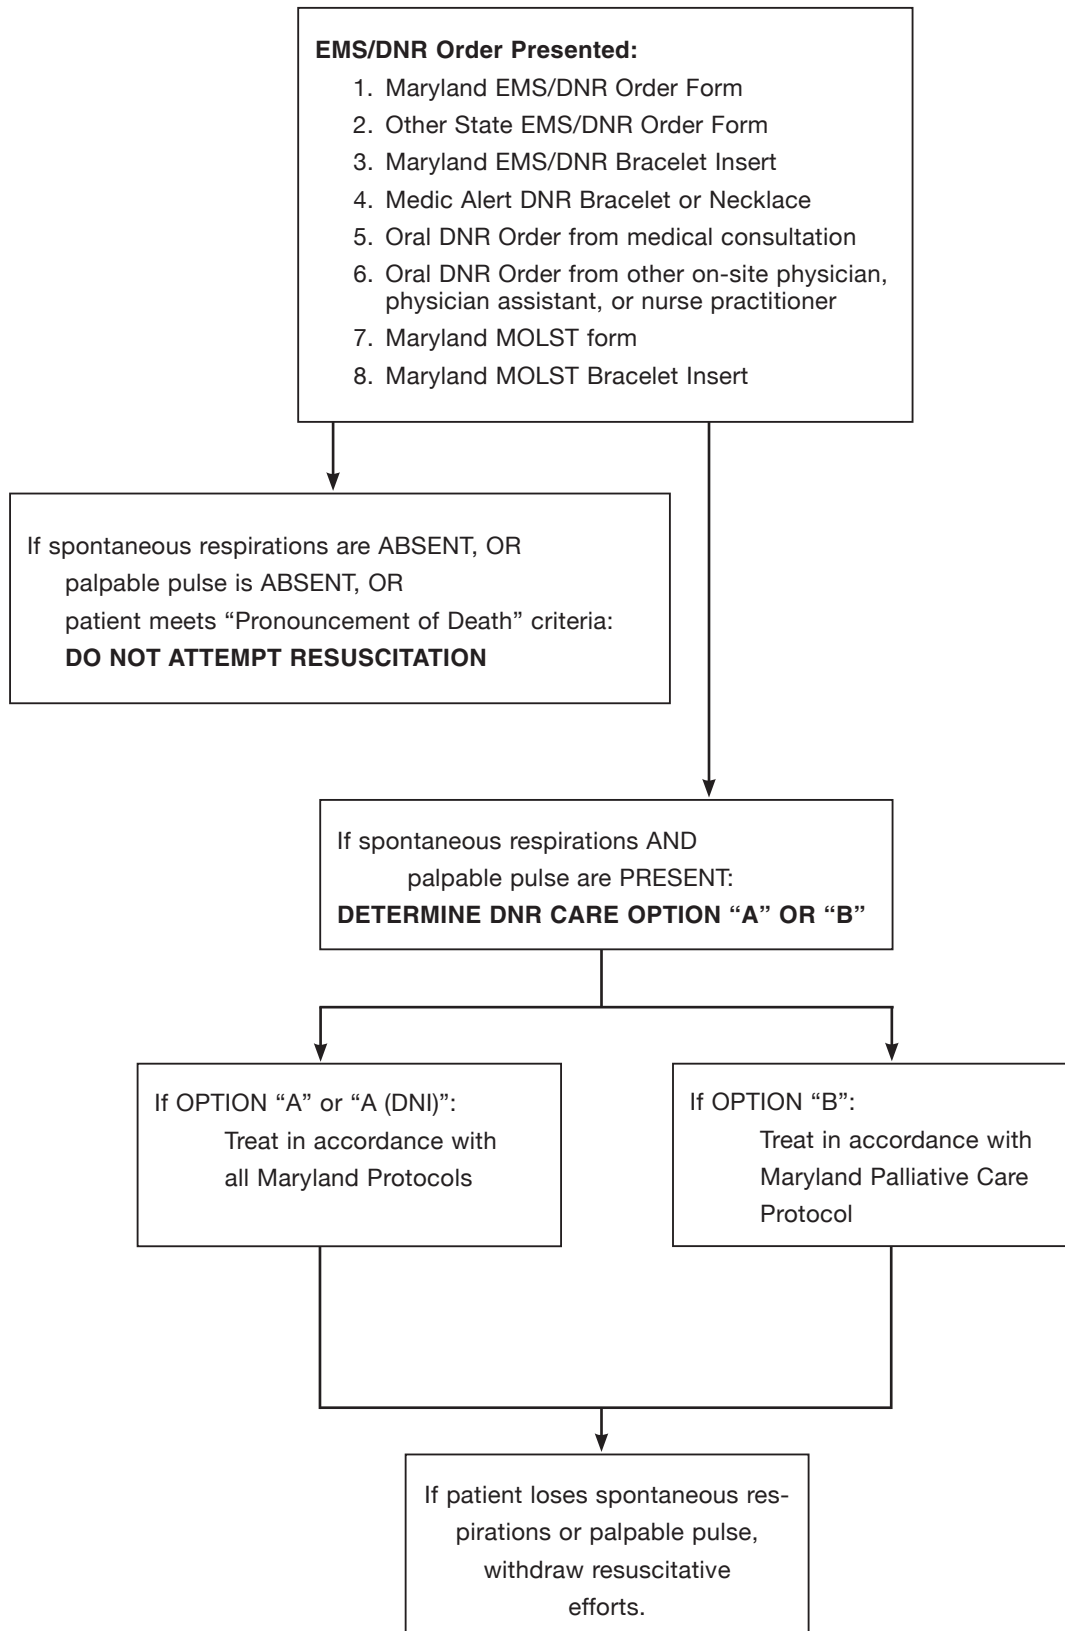 EMS/DNR Order Presented:
1. Maryland EMS/DNR Order Form
2. Other State EMS/DNR Order Form
3. Maryland EMS/DNR Bracelet Insert
4. Medic Alert DNR Bracelet or Necklace
5. Oral DNR Order from medical consultation
6. Oral DNR Order from other on-site physician,
physician assistant, or nurse practitioner
7. Maryland MOLST form
8. Maryland MOLST Bracelet Insert
If spontaneous respirations are ABSENT, OR
palpable pulse is ABSENT, OR
patient meets “Pronouncement of Death” criteria:
DO NOT ATTEMPT RESUSCITATION
If spontaneous respirations AND
palpable pulse are PRESENT:
DETERMINE DNR CARE OPTION “A” OR “B”
If OPTION “A” or “A (DNI)”:
Treat in accordance with
all Maryland Protocols
If OPTION “B”:
Treat in accordance with
Maryland Palliative Care
Protocol
If patient loses spontaneous res-
pirations or palpable pulse,
withdraw resuscitative
efforts.